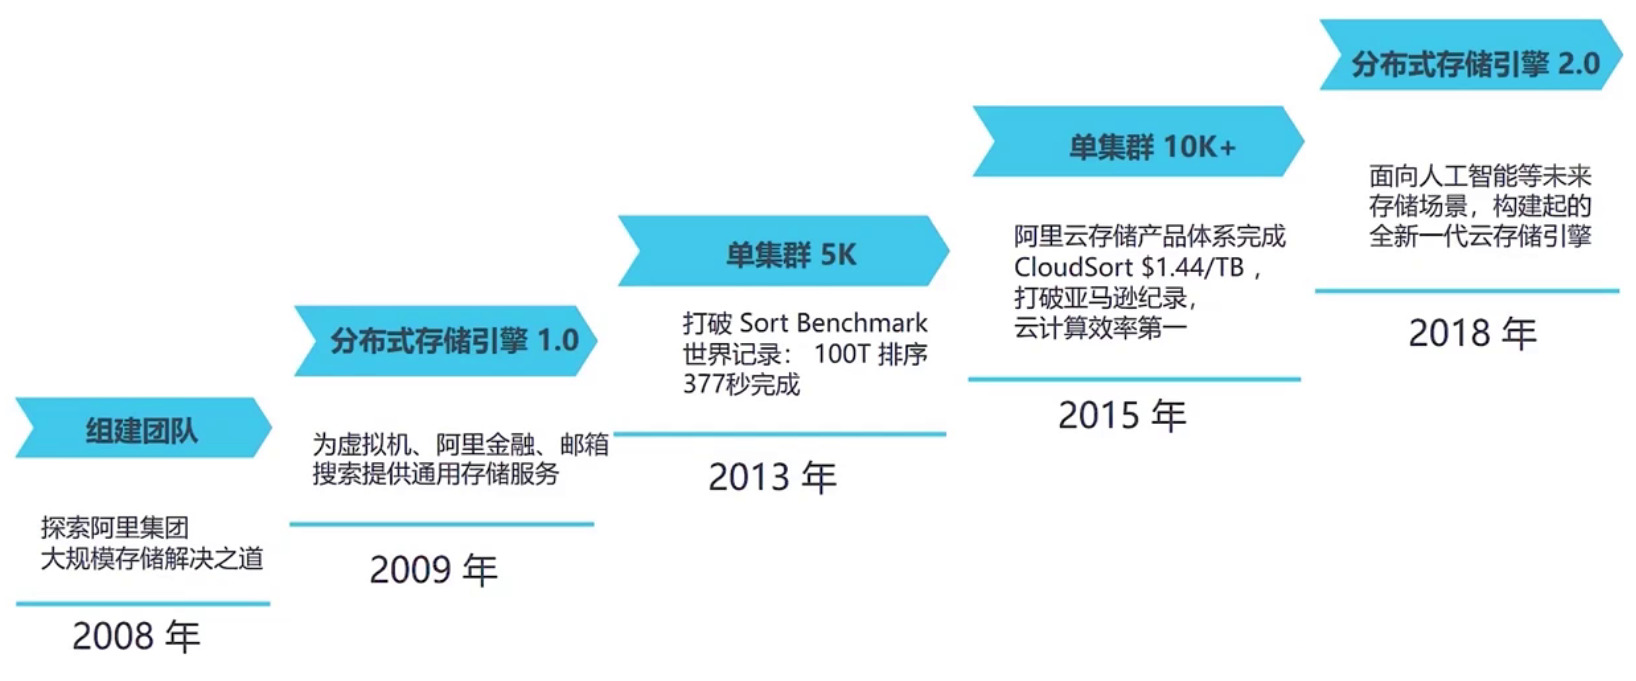 组建团队
探索阿里集团
大规模存储解决之道
2008 年
分布式存储引擎 1.0
为虚拟机、阿里金融、邮箱
搜索提供通用存储服务
2009 年
单集群 5K
打破 Sort Benchmark
世界记录： 100T 排序
377秒完成
2013 年
单集群 10K+
阿里云存储产品体系完成
CloudSort $1.44/TB ，
打破亚马逊纪录，
云计算效率第一
2015 年
分布式存储引擎 2.0
面向人工智能等未来
存储场景，构建起的
全新一代云存储引擎
2018 年